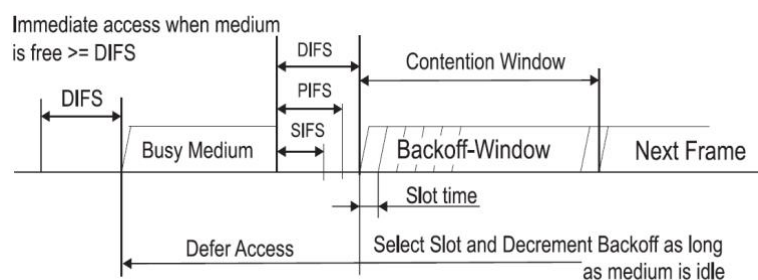 Immediate access when medium
is free >= DIFS
DIFS
Contention Window
DIFS
PIFS
SIFS
Busy Medium
Backoff-Window
Next Frame
Slot time
Defer Access
Select Slot and Decrement Backoff as long
as medium is idle